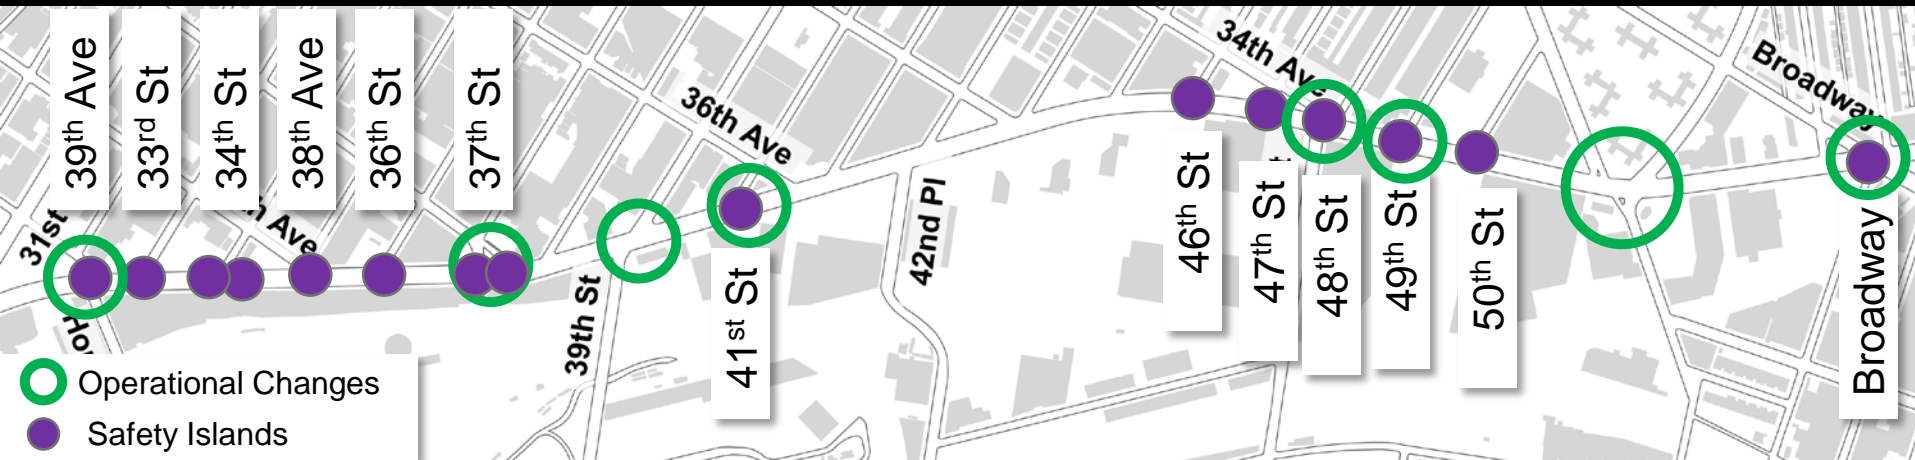 39th Ave
33rd St
34th St
38th Ave
36th St
37th St
31st
Ave
36th Ave
34th Ave
Broadway
39th St
41st St
42nd Pl
46th St
47th St
48th St
49th St
50th St
Broadway
Operational Changes
Safety Islands